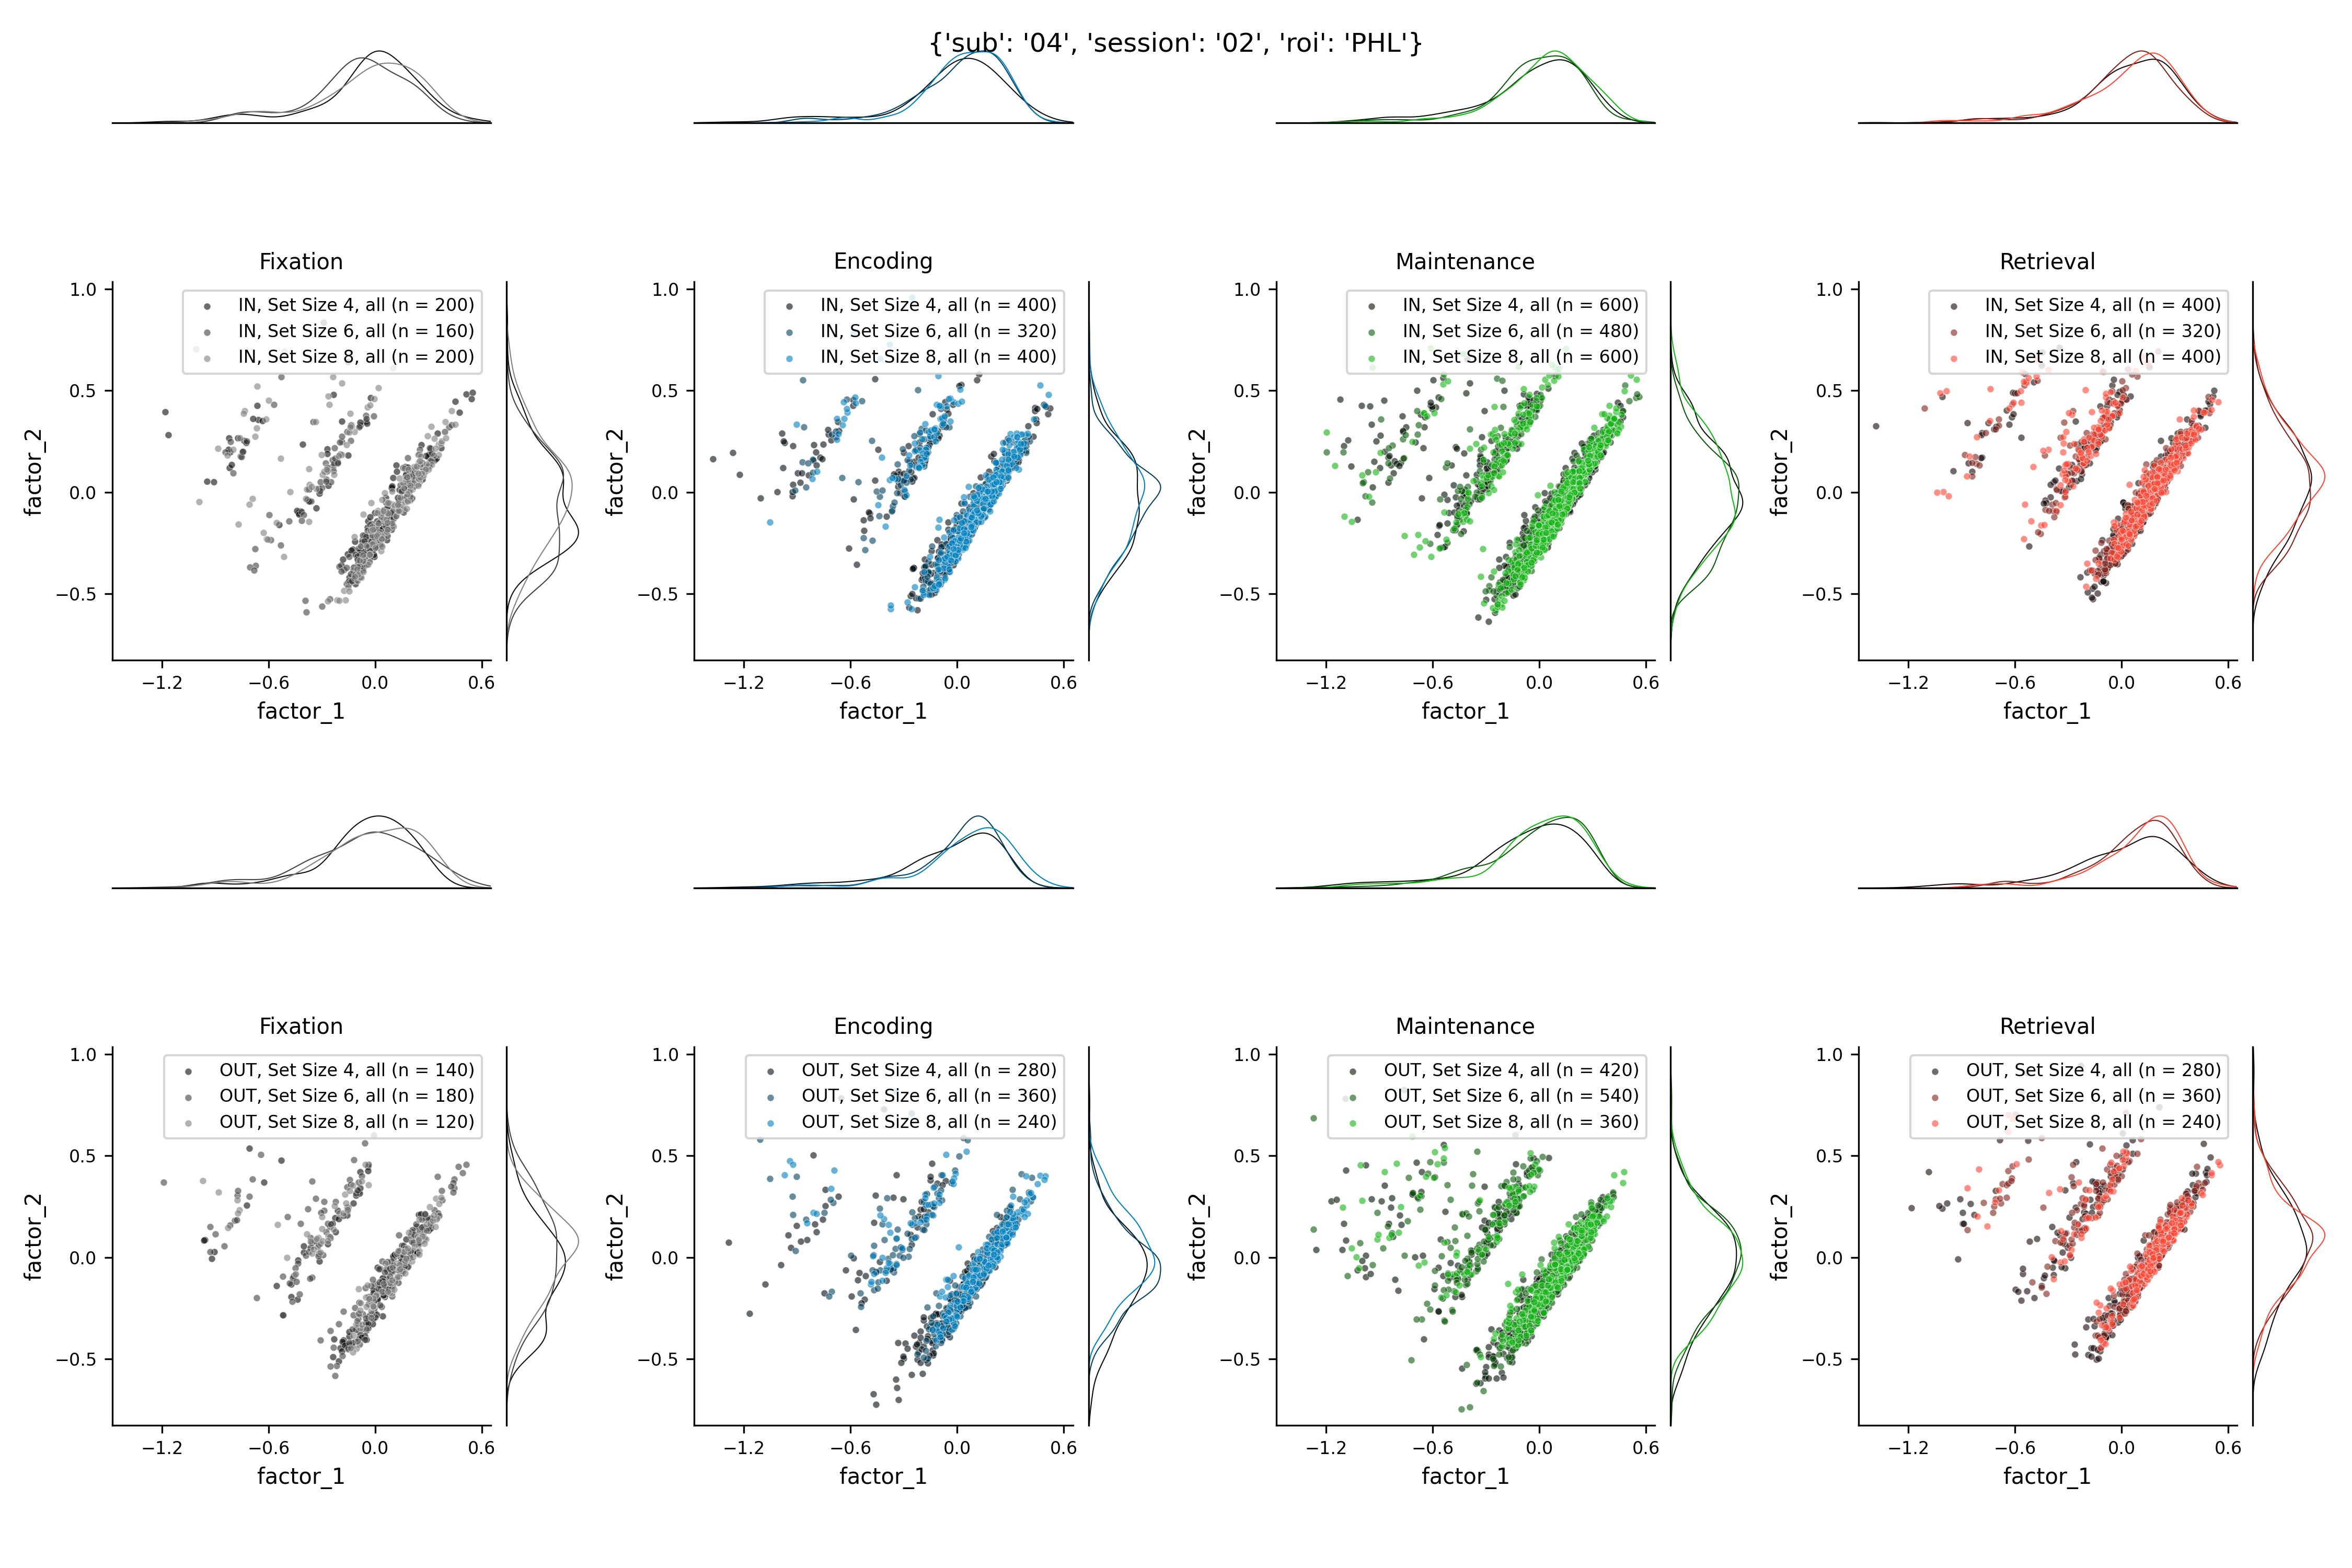 {'sub': '04', 'session': '02', 'roi': 'PHL'}
Fixation
IN, Set Size 4, all (n = 200)
IN, Set Size 6, all (n = 160)
IN, Set Size 8, all (n = 200)
1.0
0.5
0.0
−0.5
factor_2
−1.2 −0.6 0.0 0.6
factor_1
Encoding
IN, Set Size 4, all (n = 400)
IN, Set Size 6, all (n = 320)
IN, Set Size 8, all (n = 400)
1.0
0.5
0.0
−0.5
factor_2
−1.2 −0.6 0.0 0.6
factor_1
Maintenance
IN, Set Size 4, all (n = 600)
IN, Set Size 6, all (n = 480)
IN, Set Size 8, all (n = 600)
1.0
0.5
0.0
−0.5
factor_2
−1.2 −0.6 0.0 0.6
factor_1
Retrieval
IN, Set Size 4, all (n = 400)
IN, Set Size 6, all (n = 320)
IN, Set Size 8, all (n = 400)
1.0
0.5
0.0
−0.5
factor_2
−1.2 −0.6 0.0 0.6
factor_1
Fixation
OUT, Set Size 4, all (n = 140)
OUT, Set Size 6, all (n = 180)
OUT, Set Size 8, all (n = 120)
1.0
0.5
0.0
−0.5
factor_2
−1.2 −0.6 0.0 0.6
factor_1
Encoding
OUT, Set Size 4, all (n = 280)
OUT, Set Size 6, all (n = 360)
OUT, Set Size 8, all (n = 240)
1.0
0.5
0.0
−0.5
factor_2
−1.2 −0.6 0.0 0.6
factor_1
Maintenance
OUT, Set Size 4, all (n = 420)
OUT, Set Size 6, all (n = 540)
OUT, Set Size 8, all (n = 360)
1.0
0.5
0.0
−0.5
factor_2
−1.2 −0.6 0.0 0.6
factor_1
Retrieval
OUT, Set Size 4, all (n = 280)
OUT, Set Size 6, all (n = 360)
OUT, Set Size 8, all (n = 240)
1.0
0.5
0.0
−0.5
factor_2
−1.2 −0.6 0.0 0.6
factor_1